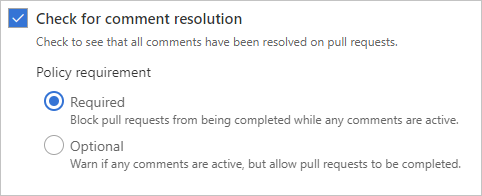 Check for comment resolution
Check to see that all comments have been resolved on pull requests.
Policy requirement
Required
Block pull requests from being completed while any comments are active.
Optional
Warn if any comments are active, but allow pull requests to be completed.